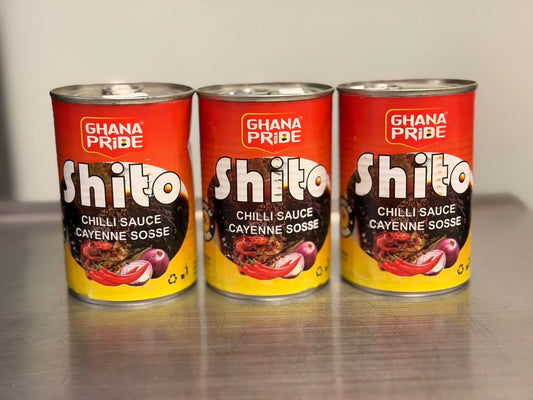 GHANA
PRIDE
Shito
CHILLI SAUCE
CAYENNE SOSSE
GHANA
PRIDE
Shito
CHILLI SAUCE
CAYENNE SOSSE
GHANA
PRIDE
Shito
CHILLI SAUCE
CAYENNE SOSSE